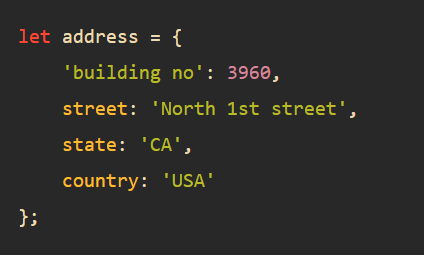 let address = {
    'building no': 3960,
    street: 'North 1st street',
    state: 'CA',
    country: 'USA'
};